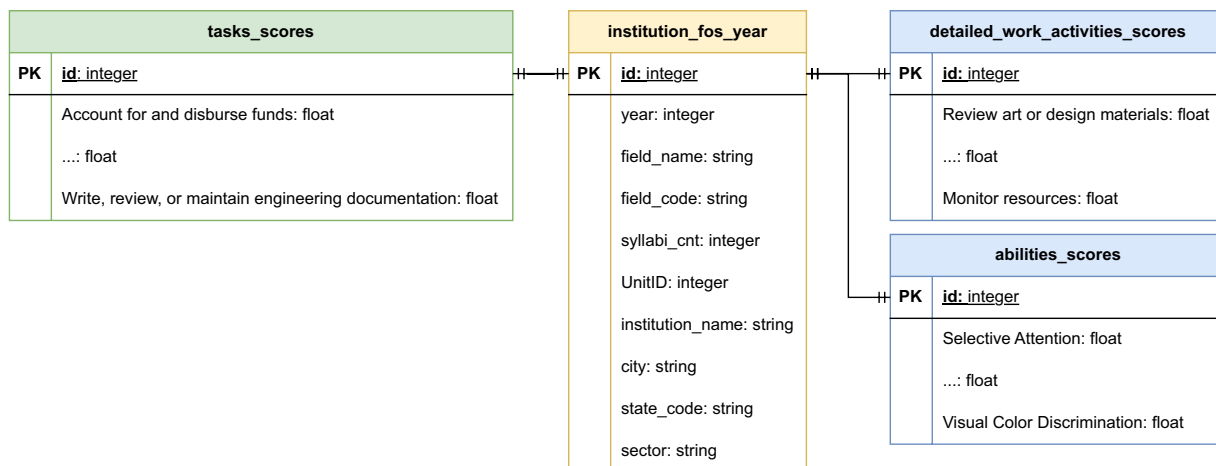 tasks_scores
PK id: integer
Account for and disburse funds: float
...: float
Write, review, or maintain engineering documentation: float
institution_fos_year
PK id: integer
year: integer
field_name: string
field_code: string
syllabi_cnt: integer
UnitID: integer
institution_name: string
city: string
state_code: string
sector: string
detailed_work_activities_scores
PK id: integer
Review art or design materials: float
...: float
Monitor resources: float
abilities_scores
PK id: integer
Selective Attention: float
...: float
Visual Color Discrimination: float